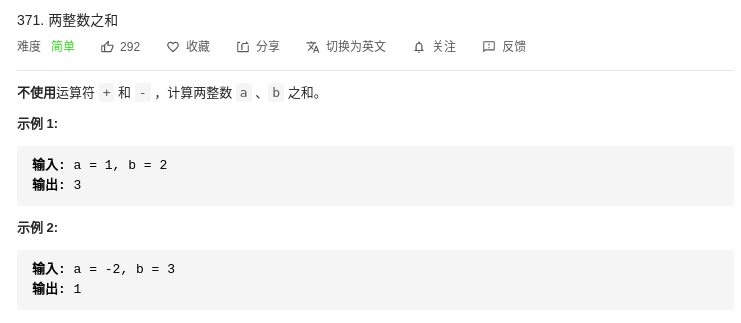 371. 两整数之和
难度 简单 292 收藏 分享 切换为英文 关注 反馈
不使用运算符 + 和 - ，计算两整数 a 、b 之和。
示例 1:
输入: a = 1, b = 2
输出: 3
示例 2:
输入: a = -2, b = 3
输出: 1